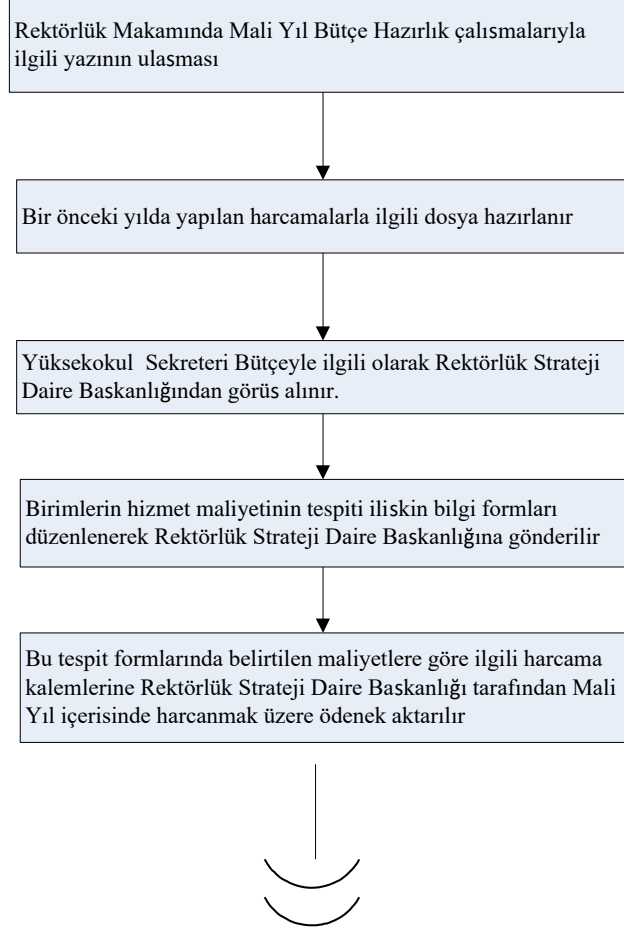 Rektörlük Makamında Mali Yıl Bütçe Hazırlık çalısmalarıyla
ilgili yazının ulasması
Bir önceki yılda yapılan harcamalarla ilgili dosya hazırlanır
Yüksekokul Sekreteri Bütçeyle ilgili olarak Rektörlük Strateji
Daire Baskanlığından görüs alınır.
Birimlerin hizmet maliyetinin tespiti iliskin bilgi formları
düzenlenerek Rektörlük Strateji Daire Baskanlığına gönderilir
Bu tespit formlarında belirtilen maliyetlere göre ilgili harcama
kalemlerine Rektörlük Strateji Daire Baskanlığı tarafından Mali
Yıl içerisinde harcanmak üzere ödenek aktarılır